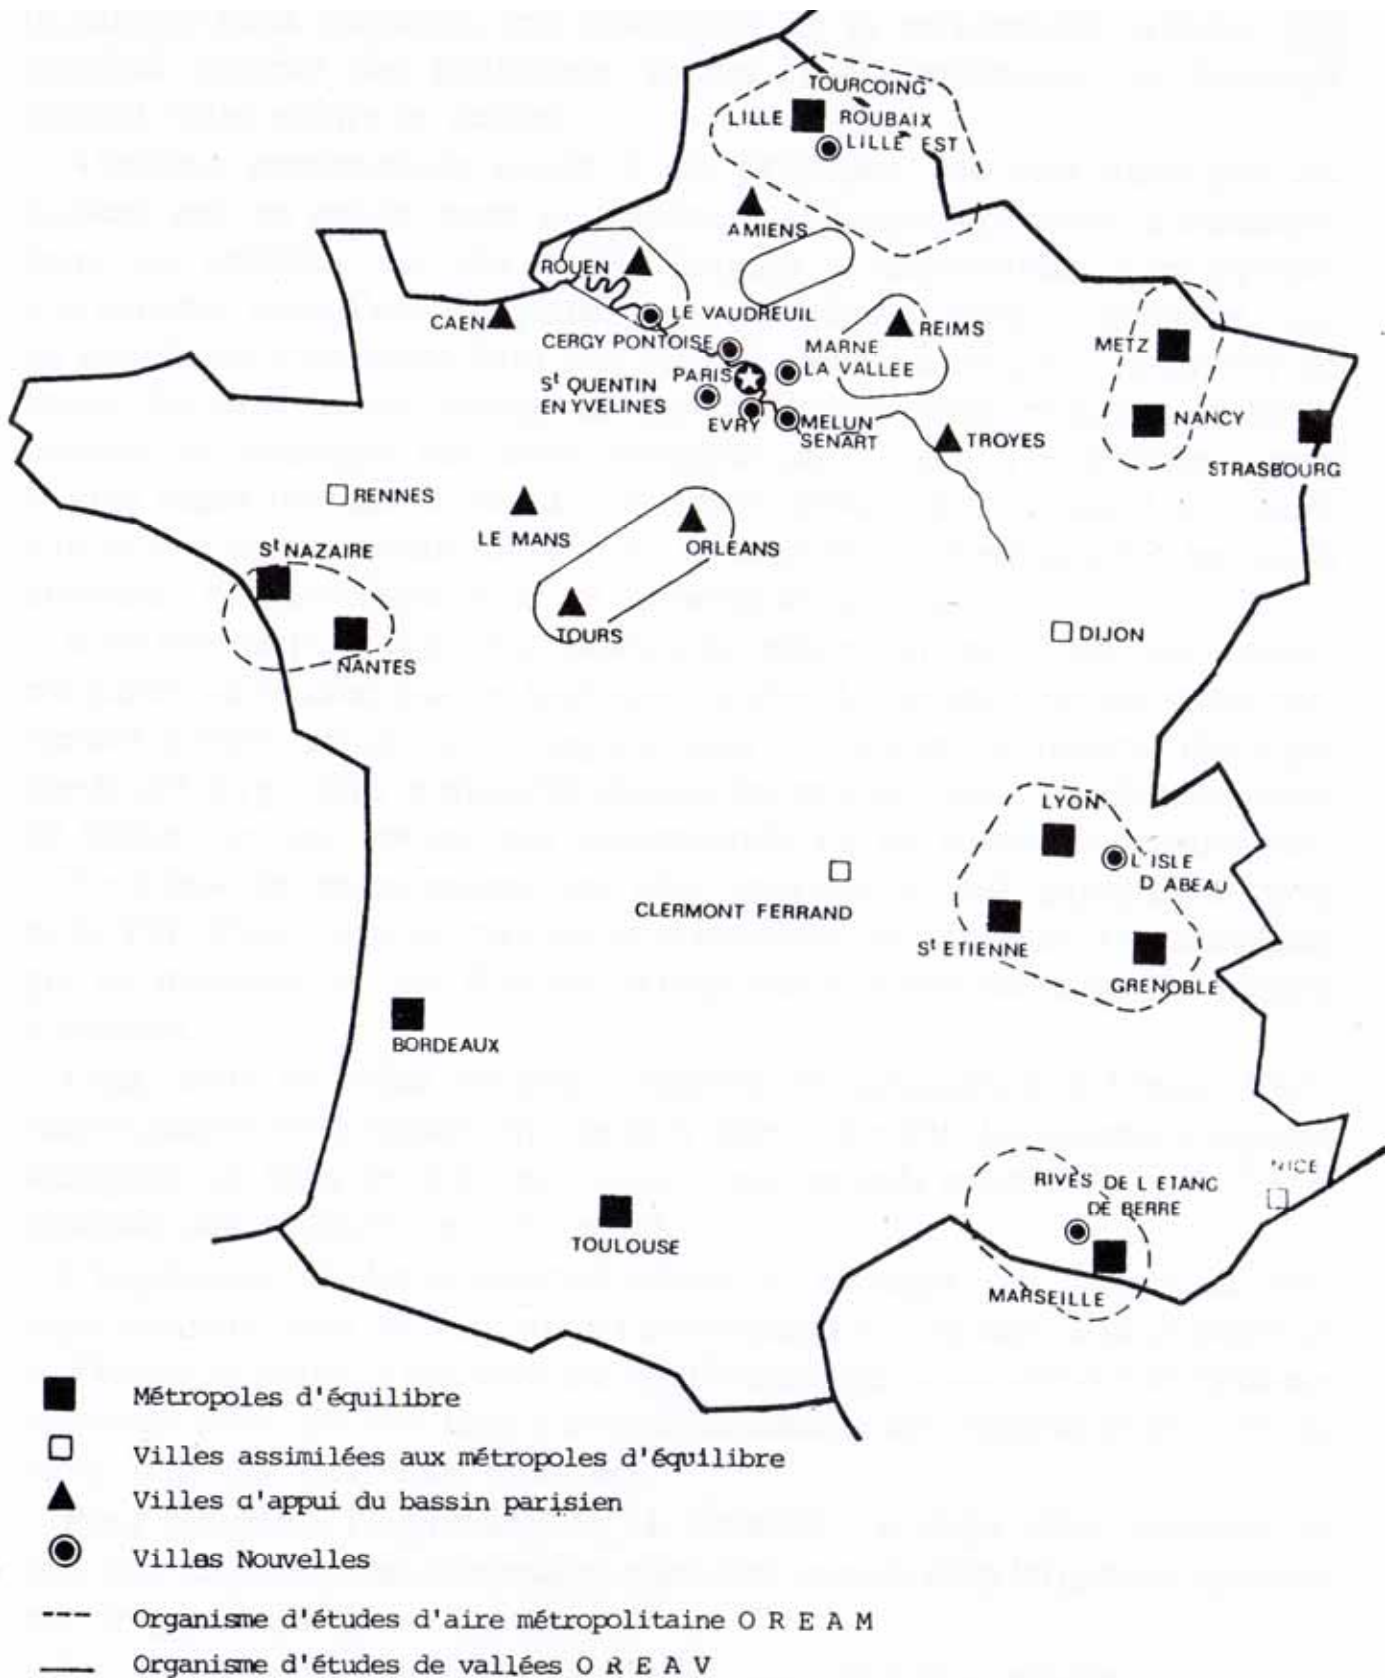 TOURCOING
LILLE
ROUBAIX
LILLE EST
AMIENS
ROUEN
LE VAUDREUIL
CAEN
REIMS
CERGY PONTOISE
MARNE
LA VALLEE
METZ
PARIS
St QUENTIN
EN YVELINES
EVRY
MELUN
SENART
TROYES
NANCY
STRASBOURG
RENNES
LE MANS
ORLEANS
St NAZAIRE
TOURS
NANTES
DIJON
LYON
L'ISLE
D ABEAU
CLERMONT FERRAND
St ETIENNE
GRENOBLE
BORDEAUX
NICE
RIVES DE L ETANG
DE BERRE
TOULOUSE
MARSEILLE
Métropoles d'équilibre
Villes assimilées aux métropoles d'équilibre
Villes d'appui du bassin parisien
Villes Nouvelles
Organisme d'études d'aire métropolitaine O R E A M
Organisme d'études de vallées O R E A V